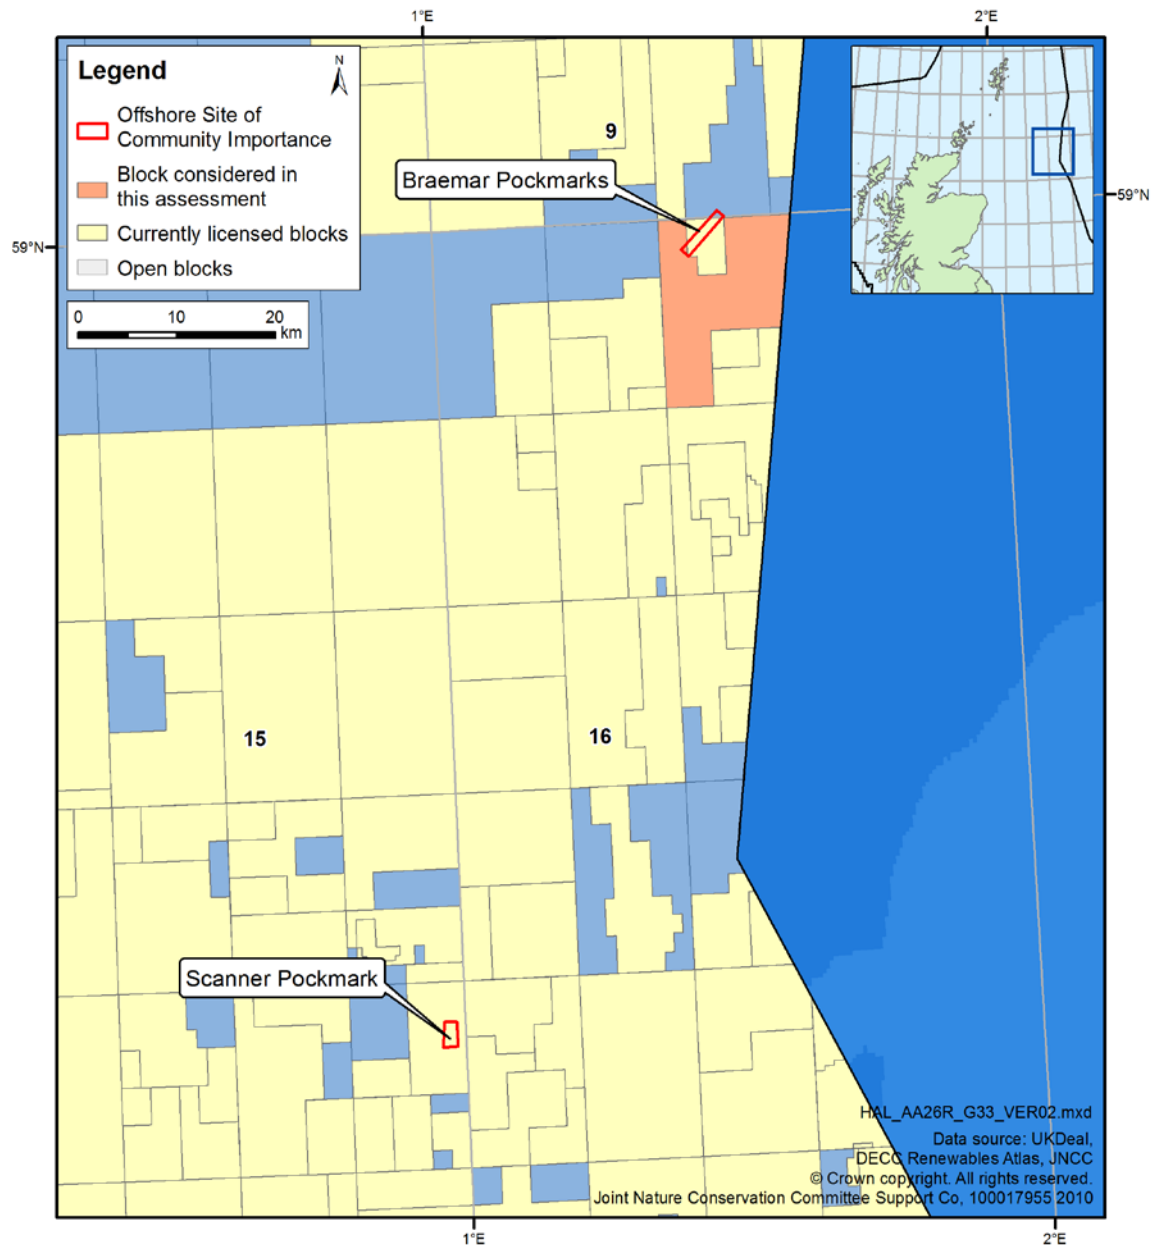 1°E
2°E
Legend
N
Offshore Site of
Community Importance
Block considered in
this assessment
Currently licensed blocks
Open blocks
0 10 20
km
9
Braemar Pockmarks
59°N
59°N
15
16
Scanner Pockmark
HAL_AA26R_G33_VER02.mxd
Data source: UKDeal,
DECC Renewables Atlas, JNCC
© Crown copyright. All rights reserved.
Joint Nature Conservation Committee Support Co, 100017955 2010
1°E
2°E